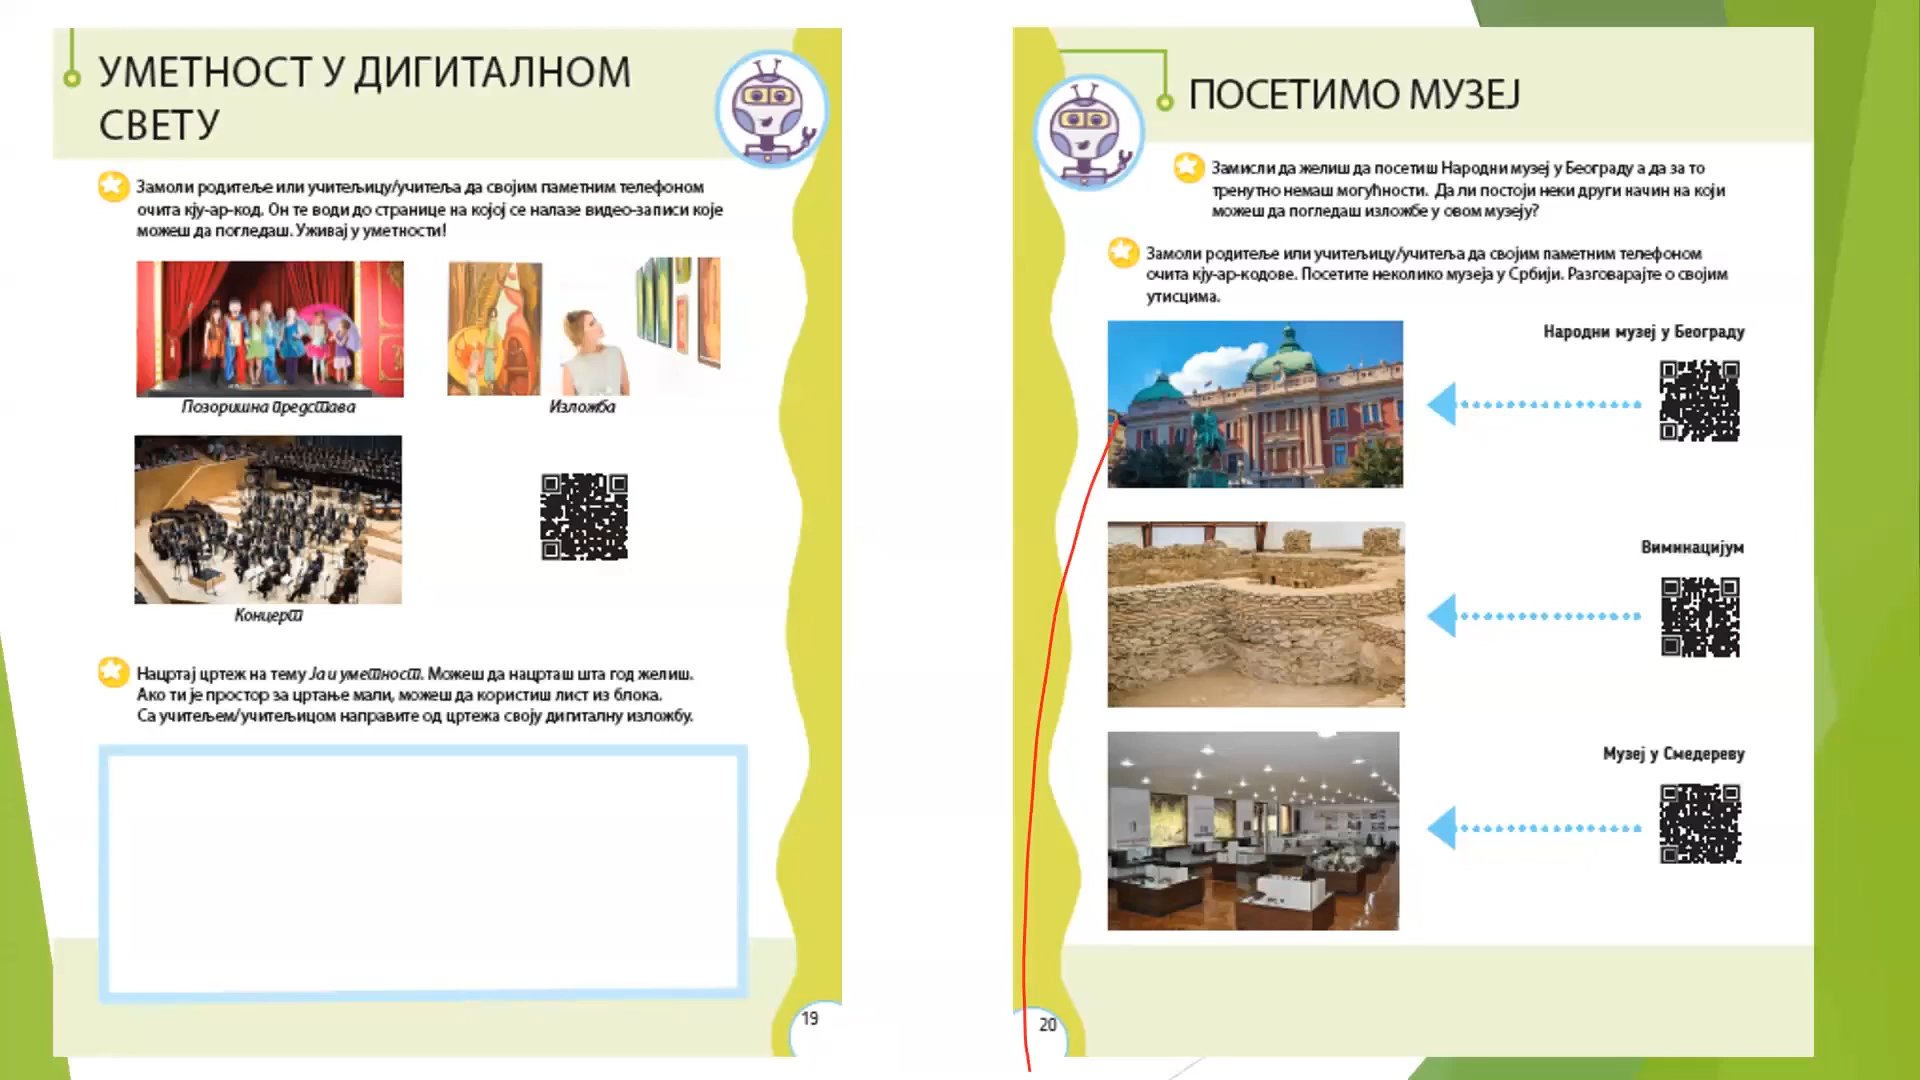 УМЕТНОСТ У ДИГИТАЛНОМ
СВЕТУ
Замоли родитеље или учитељицу/учитеља да својим паметним телефоном
очита кју-ар-код. Он те води до странице на којој се налазе видео-записи које
можеш да погледаш. Уживај у уметности!
Позоришна представа
Изложба
Концерт
Нацртај цртеж на тему Ја и уметност. Можеш да нацрташ шта год желиш.
Ако ти је простор за цртање мали, можеш да користиш лист из блока.
Са учитељем/учитељицом направите од цртежа своју дигиталну изложбу.
19
ПОСЕТИМО МУЗЕЈ
Замисли да желиш да посетиш Народни музеј у Београду а да за то
тренутно немаш могућности. Да ли постоји неки други начин на који
можеш да погледаш изложбе у овом музеју?
Замоли родитеље или учитељицу/учитеља да својим паметним телефоном
очита кју-ар-кодове. Посетите неколико музеја у Србији. Разговарајте о својим
утисцима.
Народни музеј у Београду
Виминацијум
Музеј у Смедереву
20